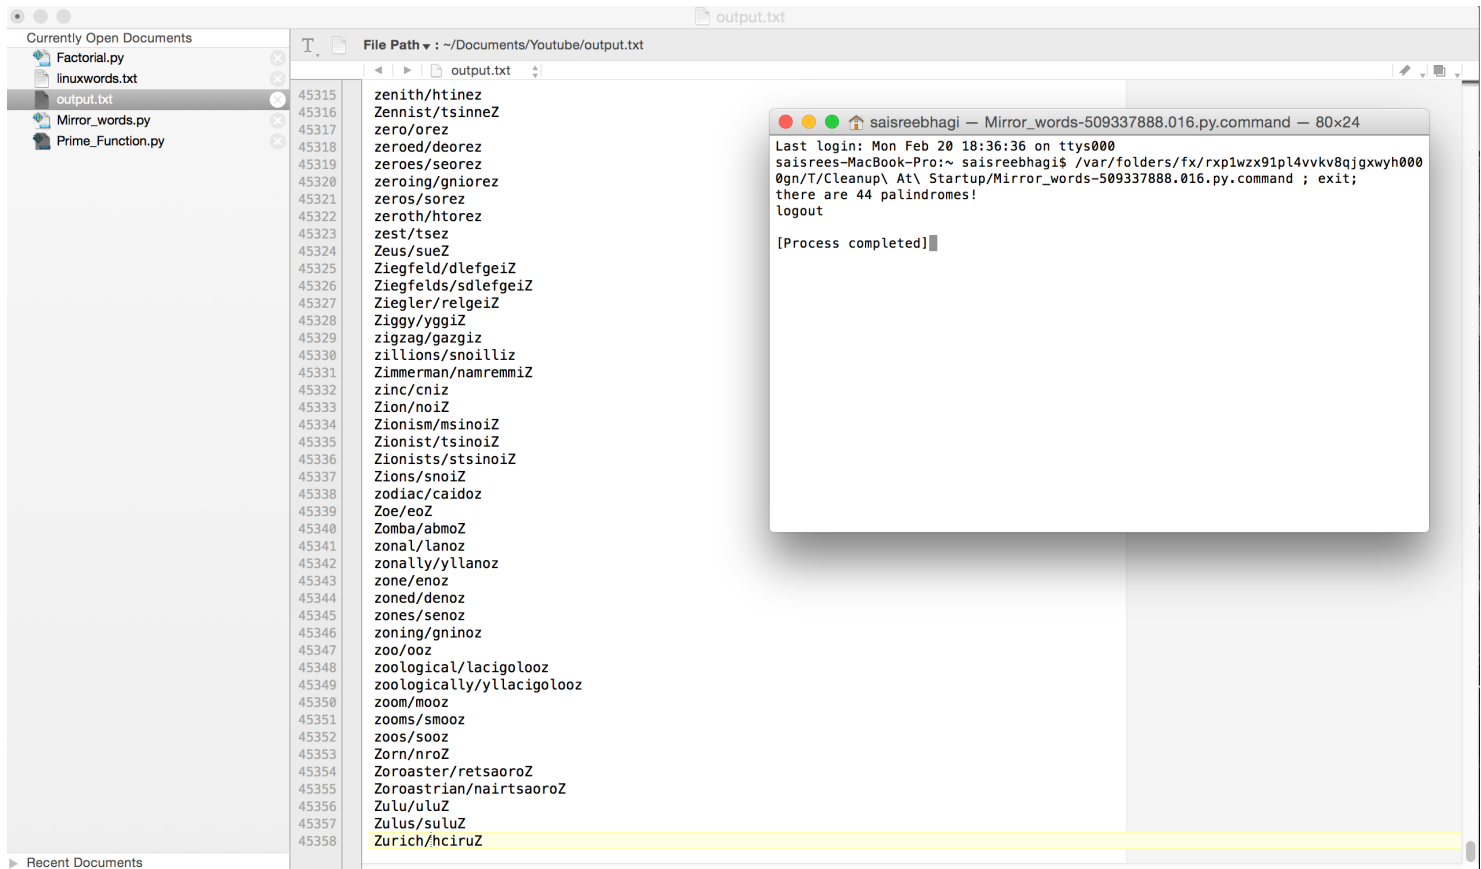 output.txt
Currently Open Documents
Factorial.py
linuxwords.txt
output.txt
Mirror_words.py
Prime_Function.py
Recent Documents
File Path : ~/Documents/Youtube/output.txt
output.txt
45315 zenith/htinez
45316 Zennist/tsinneZ
45317 zero/orez
45318 zeroed/deorez
45319 zeroes/seorez
45320 zeroing/gniorez
45321 zeros/sorez
45322 zeroth/htorez
45323 zest/tsez
45324 Zeus/sueZ
45325 Ziegfeld/dlefgeiZ
45326 Ziegfelds/sdlefgeiZ
45327 Ziegler/relgeiZ
45328 Ziggy/yggiZ
45329 zigzag/gazgiz
45330 zillions/snoilliz
45331 Zimmerman/namremmiZ
45332 zinc/cniz
45333 Zion/noiZ
45334 Zionism/msinoiZ
45335 Zionist/tsinoiZ
45336 Zionists/stsinoiZ
45337 Zions/snoiZ
45338 zodiac/caidoz
45339 Zoe/eoZ
45340 Zomba/abmoZ
45341 zonal/lanoz
45342 zonally/yllanoz
45343 zone/enoz
45344 zoned/denoz
45345 zones/senoz
45346 zoning/gninoz
45347 zoo/ooz
45348 zoological/lacigolooz
45349 zoologically/yllacigolooz
45350 zoom/mooz
45351 zooms/smooz
45352 zoos/sooz
45353 Zorn/nroZ
45354 Zoroaster/retsaoroZ
45355 Zoroastrian/nairtsaoroZ
45356 Zulu/uluZ
45357 Zulus/suluZ
45358 Zurich/hciruZ
saisreebhagi — Mirror_words-509337888.016.py.command — 80×24
Last login: Mon Feb 20 18:36:36 on ttys000
saisrees-MacBook-Pro:~ saisreebhagi$ /var/folders/fx/rxp1wzx91pl4vvkv8qjgxwyh000
0gn/T/Cleanup\ At\ Startup/Mirror_words-509337888.016.py.command ; exit;
there are 44 palindromes!
logout
[Process completed]